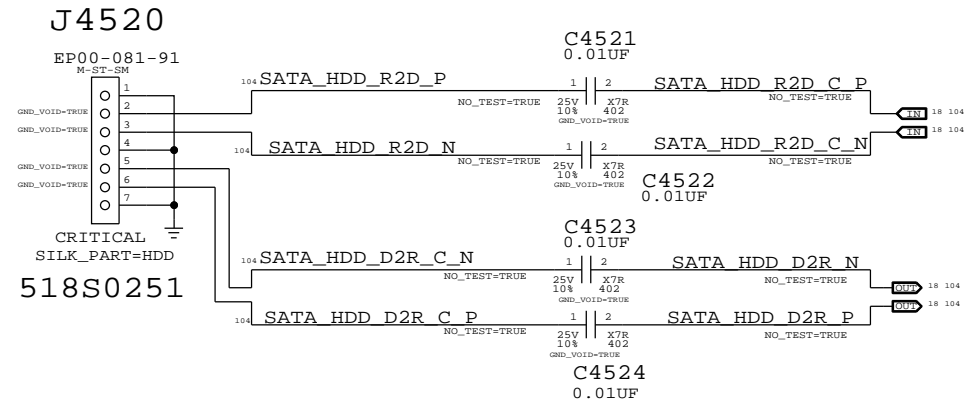 J4520
EP00-081-91
M-ST-SM
1
GND_VOID=TRUE 2
GND_VOID=TRUE 3
4
GND_VOID=TRUE 5
GND_VOID=TRUE 6
7
CRITICAL
SILK_PART=HDD
518S0251
C4521
0.01UF
104 SATA_HDD_R2D_P 1 2 SATA_HDD_R2D_C_P
NO_TEST=TRUE 25V X7R NO_TEST=TRUE
10% 402
GND_VOID=TRUE
IN 18 104
IN 18 104
104 SATA_HDD_R2D_N 1 2 SATA_HDD_R2D_C_N
NO_TEST=TRUE 25V X7R NO_TEST=TRUE
10% 402
GND_VOID=TRUE
C4522
0.01UF
C4523
0.01UF
104 SATA_HDD_D2R_C_N 1 2 SATA_HDD_D2R_N
NO_TEST=TRUE 25V X7R NO_TEST=TRUE
10% 402
GND_VOID=TRUE
OUT 18 104
OUT 18 104
104 SATA_HDD_D2R_C_P 1 2 SATA_HDD_D2R_P
NO_TEST=TRUE 25V X7R NO_TEST=TRUE
10% 402
GND_VOID=TRUE
C4524
0.01UF